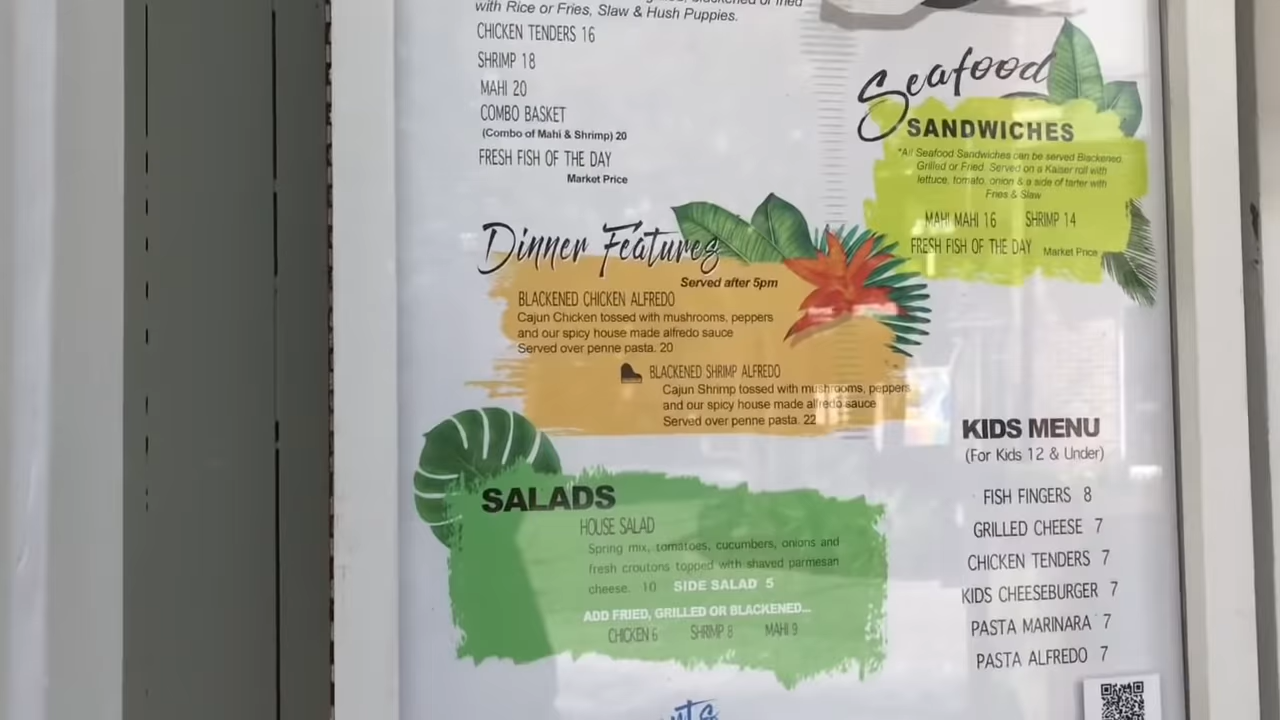 blackened or fried
with Rice or Fries, Slaw & Hush Puppies.
CHICKEN TENDERS 16
SHRIMP 18
MAHI 20
COMBO BASKET
(Combo of Mahi & Shrimp) 20
FRESH FISH OF THE DAY
Market Price
Seafood
SANDWICHES
*All Seafood Sandwiches can be served Blackened,
Grilled or Fried. Served on a Kaiser roll with
lettuce, tomato, onion & a side of tarter with
Fries & Slaw
MAHI MAHI 16 SHRIMP 14
FRESH FISH OF THE DAY Market Price
Dinner Features
Served after 5pm
BLACKENED CHICKEN ALFREDO
Cajun Chicken tossed with mushrooms, peppers
and our spicy house made alfredo sauce
Served over penne pasta. 20
BLACKENED SHRIMP ALFREDO
Cajun Shrimp tossed with mushrooms, peppers
and our spicy house made alfredo sauce
Served over penne pasta. 22
SALADS
HOUSE SALAD
Spring mix, tomatoes, cucumbers, onions and
fresh croutons topped with shaved parmesan
cheese. 10 SIDE SALAD 5
ADD FRIED, GRILLED OR BLACKENED...
CHICKEN 6 SHRIMP 8 MAHI 9
KIDS MENU
(For Kids 12 & Under)
FISH FINGERS 8
GRILLED CHEESE 7
CHICKEN TENDERS 7
KIDS CHEESEBURGER 7
PASTA MARINARA 7
PASTA ALFREDO 7